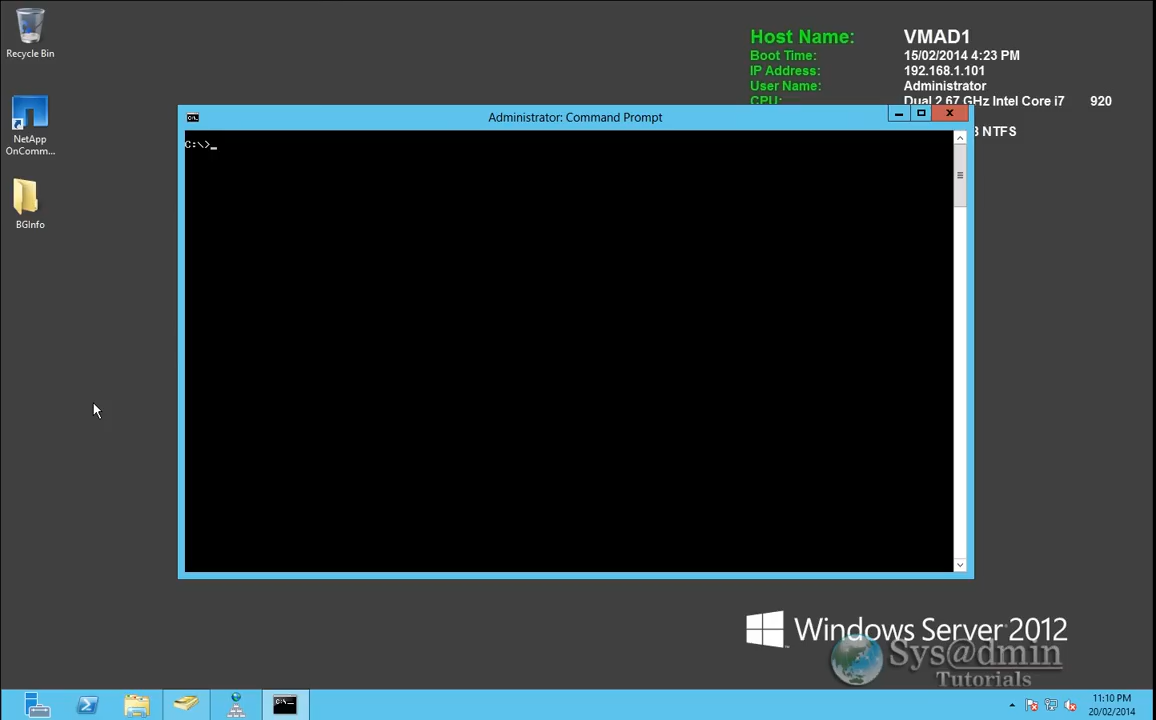 Recycle Bin
NetApp
OnComm...
BGInfo
Host Name: VMAD1
Boot Time: 15/02/2014 4:23 PM
IP Address: 192.168.1.101
User Name: Administrator
CPU: Dual 2.67 GHz Intel Core i7 920
NTFS
Administrator: Command Prompt
C:\>_
Windows Server 2012
Sys@dmin
Tutorials
11:10 PM
20/02/2014